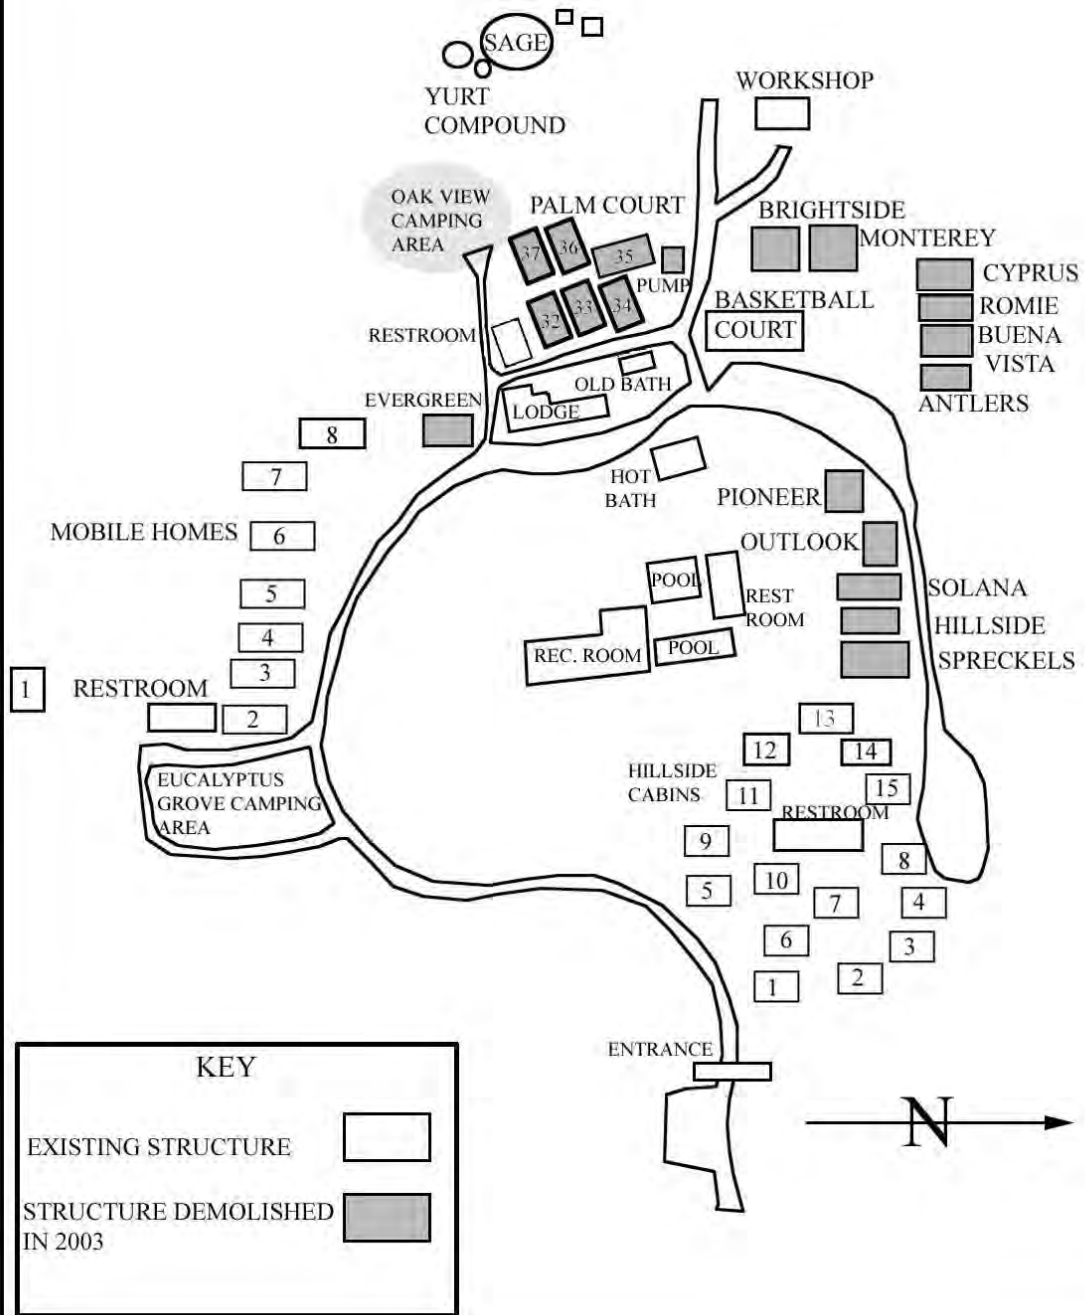 SAGE
YURT
COMPOUND
WORKSHOP
OAK VIEW
CAMPING
AREA
PALM COURT
BRIGHTSIDE
MONTEREY
37
36
35
PUMP
CYPRUS
ROMIE
BUENA
VISTA
ANTLERS
32
33
34
BASKETBALL
COURT
RESTROOM
OLD BATH
LODGE
EVERGREEN
8
7
MOBILE HOMES
6
5
4
3
1
RESTROOM
2
HOT
BATH
PIONEER
OUTLOOK
SOLANA
HILLSIDE
SPRECKELS
POOL
REST
ROOM
REC. ROOM
POOL
EUCALYPTUS
GROVE CAMPING
AREA
HILLSIDE
CABINS
13
12
14
11
15
RESTROOM
9
8
10
5
7
4
6
3
2
1
ENTRANCE
N
KEY
EXISTING STRUCTURE
STRUCTURE DEMOLISHED
IN 2003